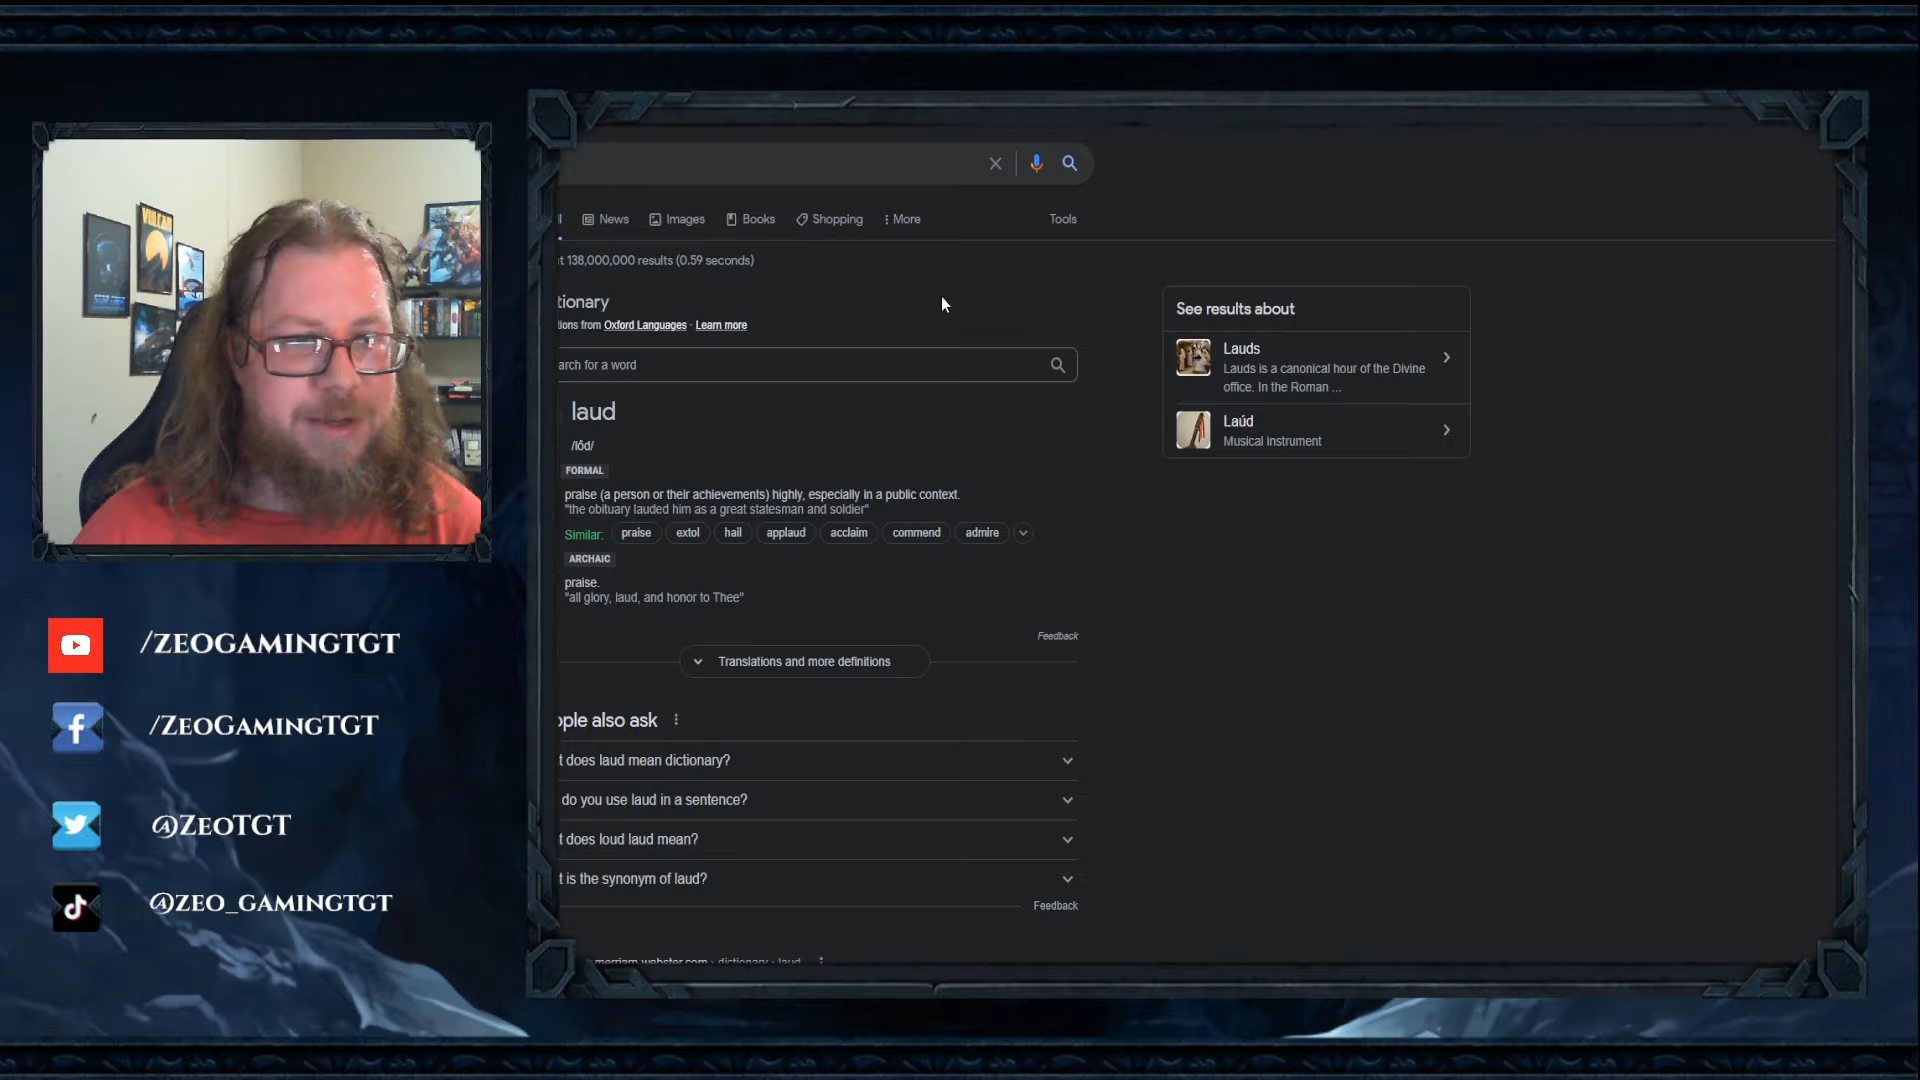 News
Images
Books
Shopping
More
Tools
t 138,000,000 results (0.59 seconds)
tionary
tions from Oxford Languages · Learn more
arch for a word
laud
/lôd/
FORMAL
praise (a person or their achievements) highly, especially in a public context.
"the obituary lauded him as a great statesman and soldier"
Similar: praise extol hail applaud acclaim commend admire
ARCHAIC
praise.
"all glory, laud, and honor to Thee"
Feedback
Translations and more definitions
ople also ask
t does laud mean dictionary?
do you use laud in a sentence?
t does loud laud mean?
t is the synonym of laud?
Feedback
merriam-webster.com › dictionary › laud
See results about
Lauds
Lauds is a canonical hour of the Divine
office. In the Roman ...
Laúd
Musical instrument
/ZEOGAMINGTGT
/ZEOGAMINGTGT
@ZEOTGT
@ZEO_GAMINGTGT